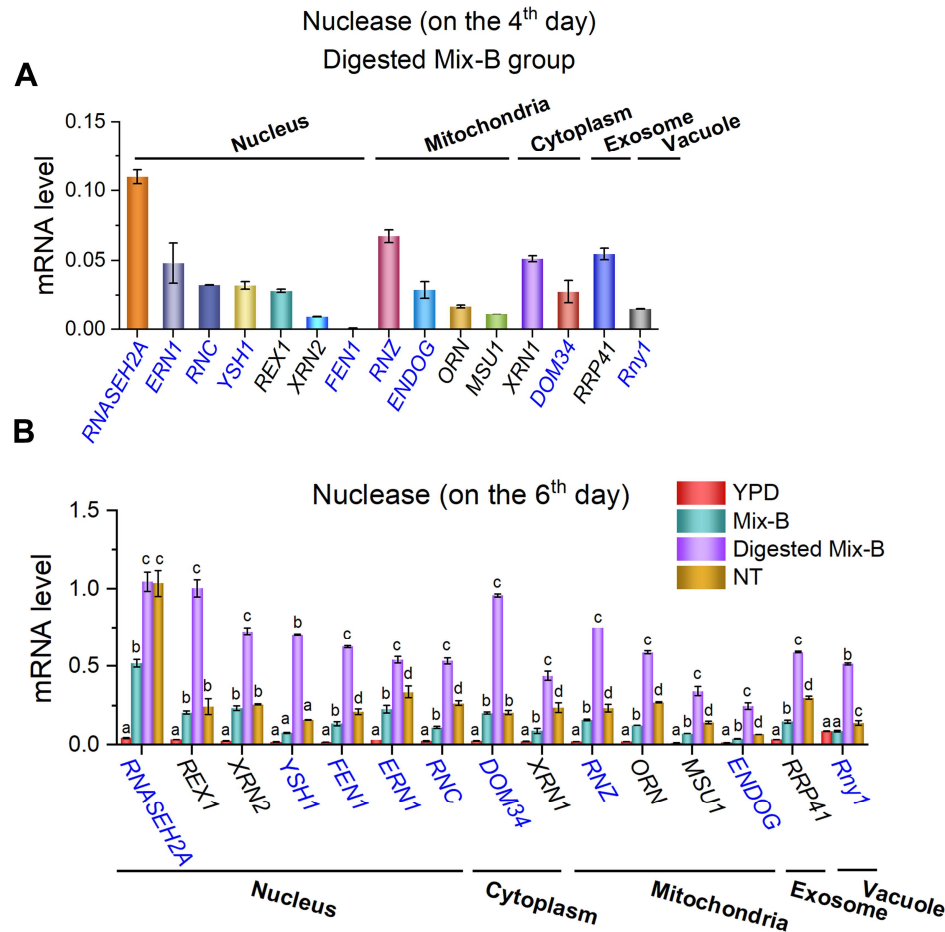 Nuclease (on the 4th day)
Digested Mix-B group
A
Nucleus
Mitochondria
Cytoplasm
Exosome
Vacuole
mRNA level
0.15
0.10
0.05
0.00
RNASEH2A
ERN1
RNC
YSH1
REX1
XRN2
FEN1
RNZ
ENDOG
ORN
MSU1
XRN1
DOM34
RRP41
Rny1
B
Nuclease (on the 6th day)
YPD
Mix-B
Digested Mix-B
NT
mRNA level
1.5
1.0
0.5
0.0
a b c c
a b c b
a b c b
a a b a
a b c d
a b c d
a b c d
a b c b
a b c d
a b c d
a b c d
a b c d
a b c d
a b c d
a a b c
RNASEH2A
REX1
XRN2
YSH1
FEN1
ERN1
RNC
DOM34
XRN1
RNZ
ORN
MSU1
ENDOG
RRP41
Rny1
Nucleus
Cytoplasm
Mitochondria
Exosome
Vacuole